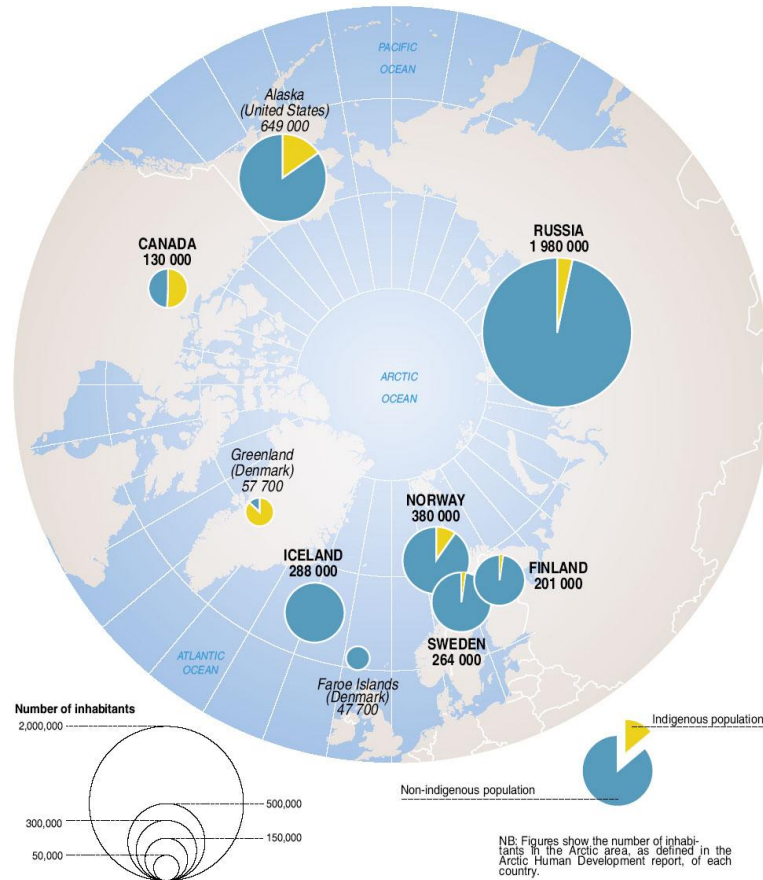 PACIFIC
OCEAN
Alaska
(United States)
649 000
RUSSIA
1 980 000
CANADA
130 000
ARCTIC
OCEAN
Greenland
(Denmark)
57 700
NORWAY
380 000
ICELAND
288 000
FINLAND
201 000
SWEDEN
264 000
ATLANTIC
OCEAN
Faroe Islands
(Denmark)
47 700
Number of inhabitants
2,000,000
500,000
300,000
150,000
50,000
Indigenous population
Non-indigenous population
NB: Figures show the number of inhabi-
tants in the Arctic area, as defined in the
Arctic Human Development report, of each
country.